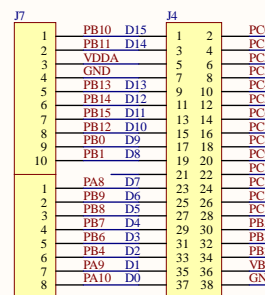 J7 J4
1 PB10 D15 1 2
2 PB11 D14 3 4
3 VDDA 5 6
4 GND 7 8
5 PB13 D13 9 10
6 PB14 D12 11 12
7 PB15 D11 13 14
8 PB12 D10 15 16
9 PB0 D9 17 18
10 PB1 D8 19 20
21 22
1 PA8 D7 23 24
2 PB9 D6 25 26
3 PB8 D5 27 28
4 PB7 D4 29 30
5 PB6 D3 31 32
6 PB4 D2 33 34
7 PA9 D1 35 36
8 PA10 D0 37 38